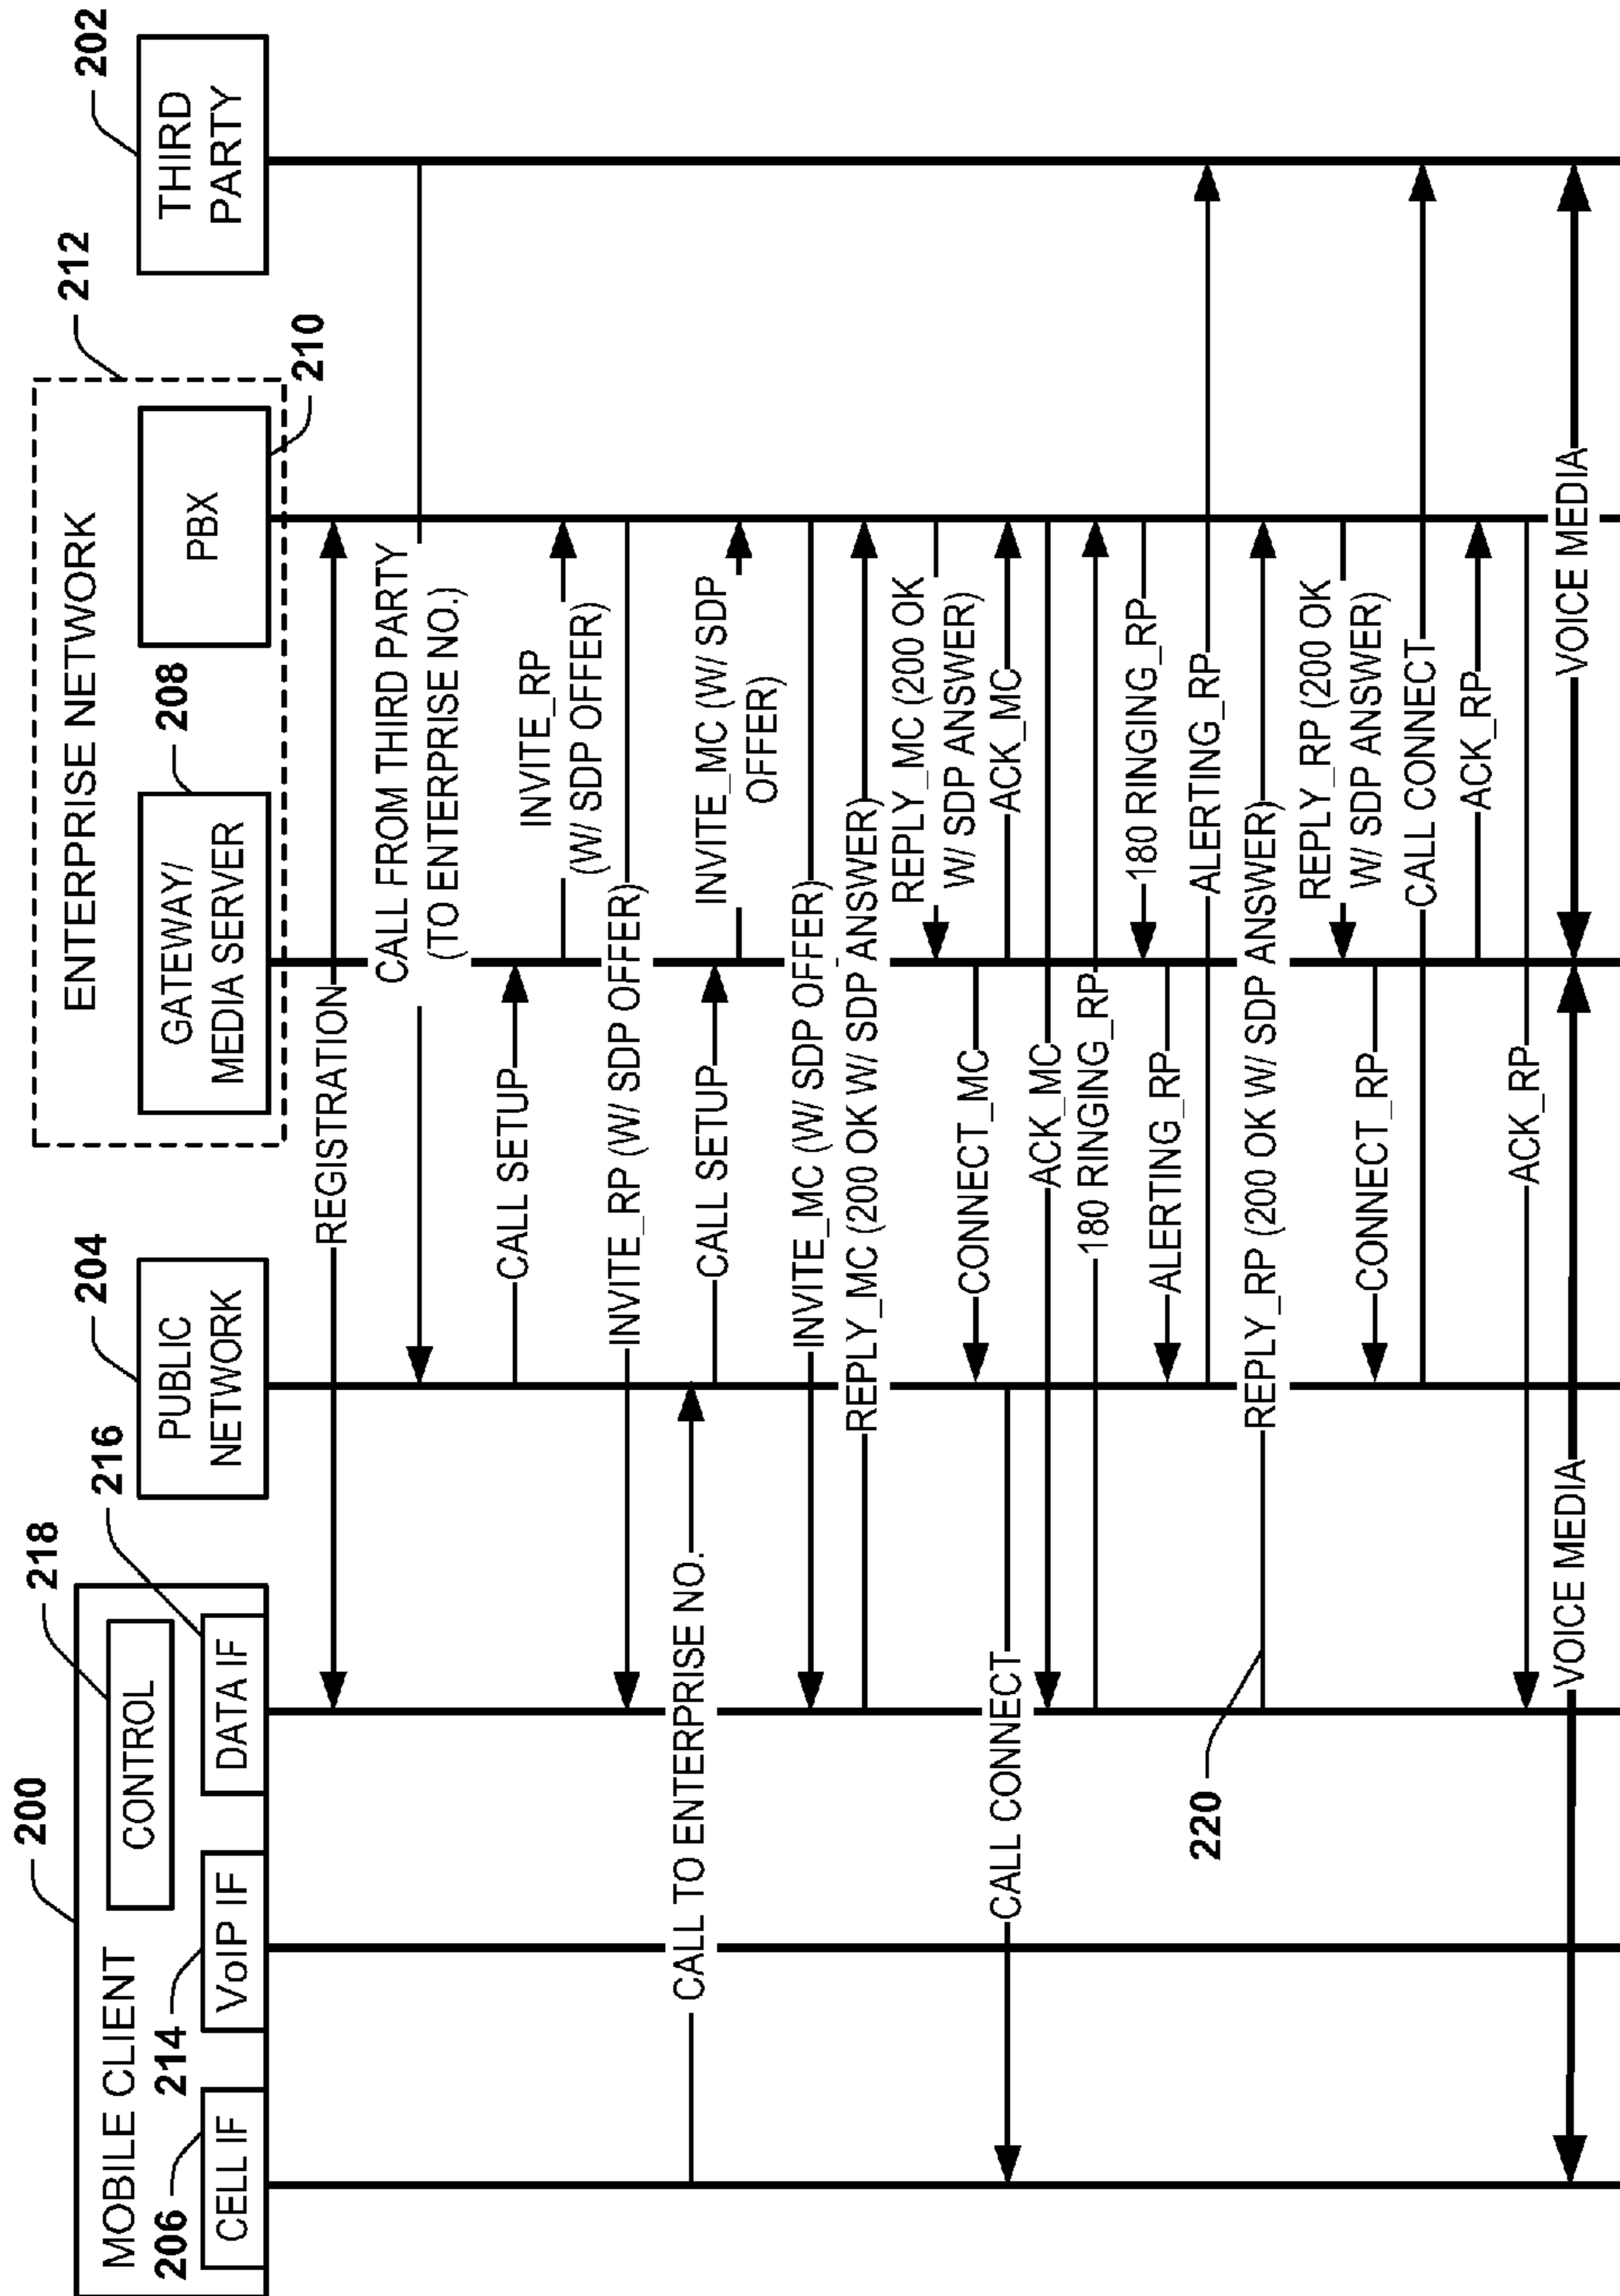 200
MOBILE CLIENT
CONTROL
218
216
206
CELL IF
214
VoIP IF
DATA IF
204
PUBLIC
NETWORK
212
ENTERPRISE NETWORK
GATEWAY/
MEDIA SERVER
208
PBX
210
202
THIRD
PARTY
REGISTRATION
CALL FROM THIRD PARTY
(TO ENTERPRISE NO.)
CALL SETUP
INVITE_RP
(W/ SDP OFFER)
INVITE_RP (W/ SDP OFFER)
CALL TO ENTERPRISE NO.
CALL SETUP
INVITE_MC (W/ SDP
OFFER)
INVITE_MC (W/ SDP OFFER)
REPLY_MC (200 OK W/ SDP ANSWER)
REPLY_MC (200 OK
W/ SDP ANSWER)
CONNECT_MC
CALL CONNECT
ACK_MC
ACK_MC
180 RINGING_RP
180 RINGING_RP
ALERTING_RP
ALERTING_RP
220
REPLY_RP (200 OK W/ SDP ANSWER)
REPLY_RP (200 OK
W/ SDP ANSWER)
CONNECT_RP
CALL CONNECT
ACK_RP
ACK_RP
VOICE MEDIA
VOICE MEDIA